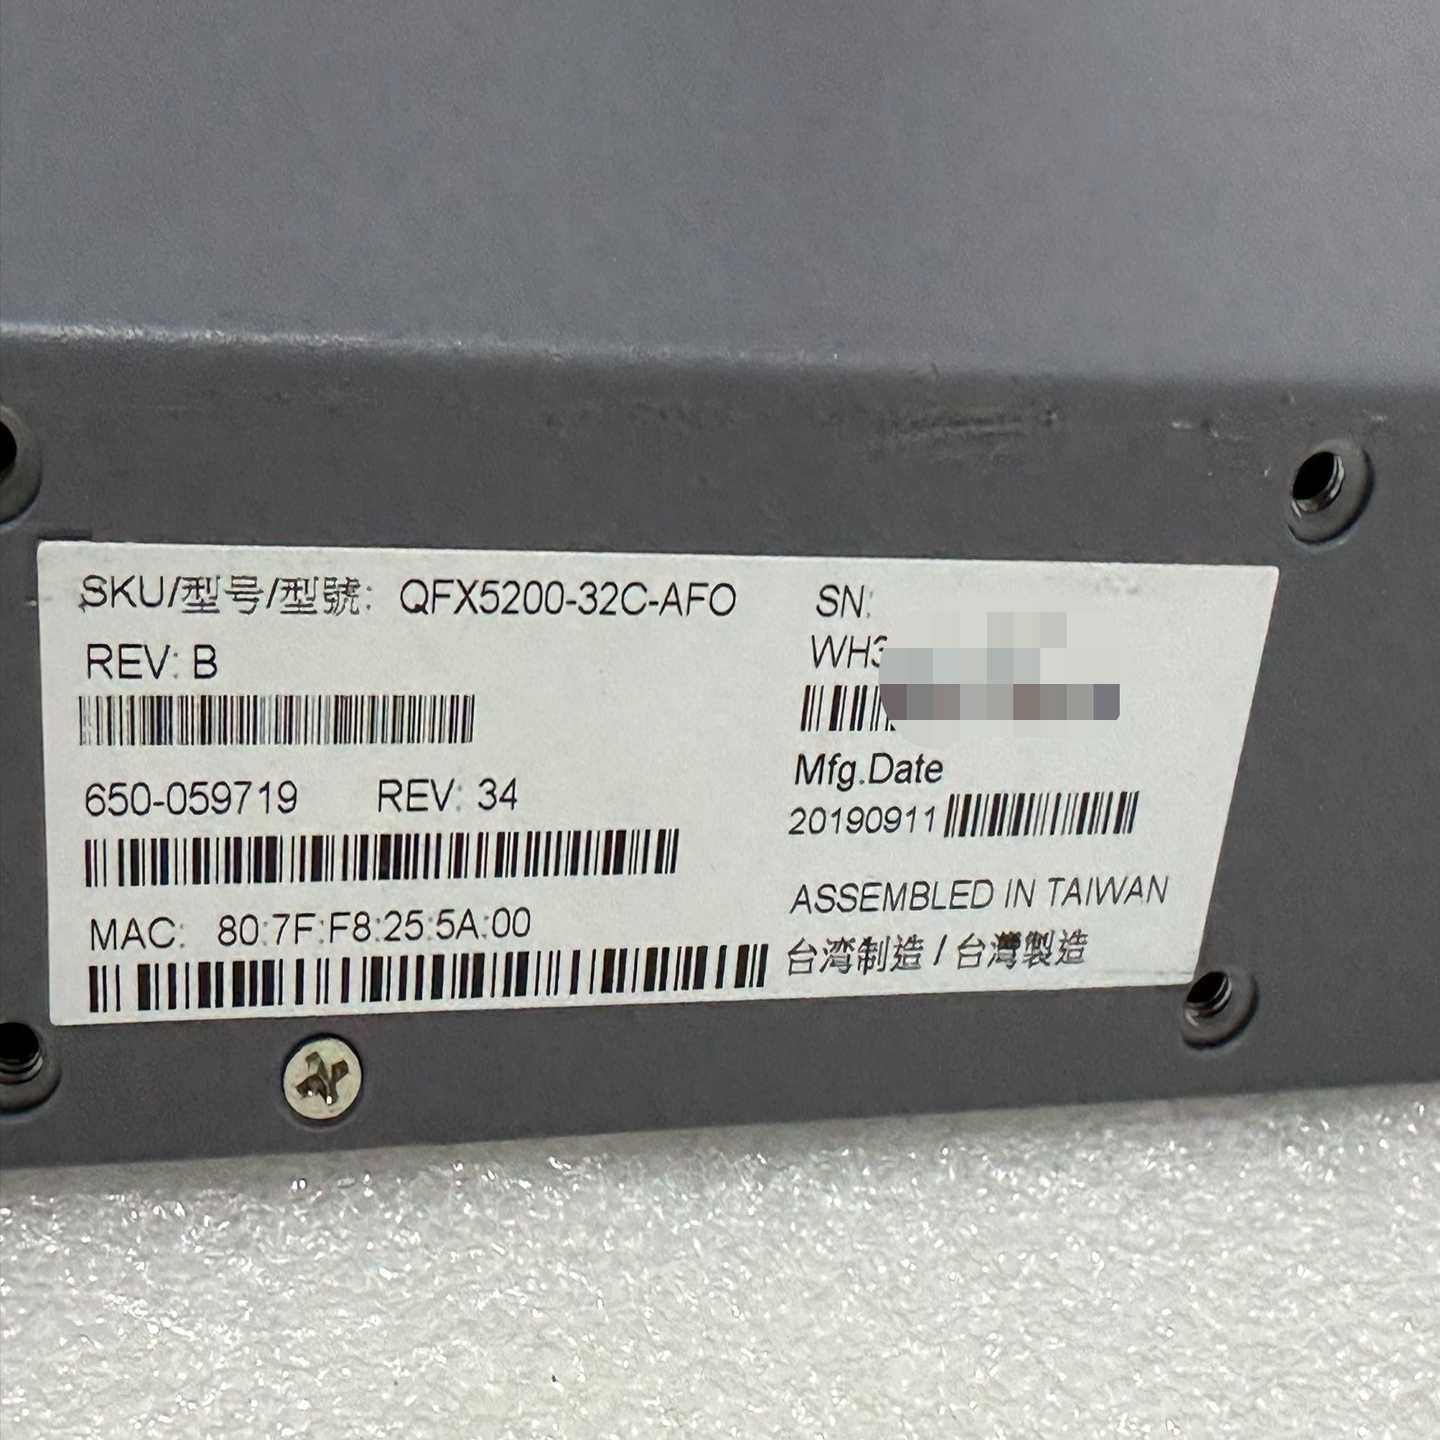 SKU/型号/型號: QFX5200-32C-AFO
REV: B
650-059719 REV: 34
MAC: 80:7F:F8:25:5A:00
SN:
WH3
Mfg.Date
20190911
ASSEMBLED IN TAIWAN
台湾制造 / 台灣製造